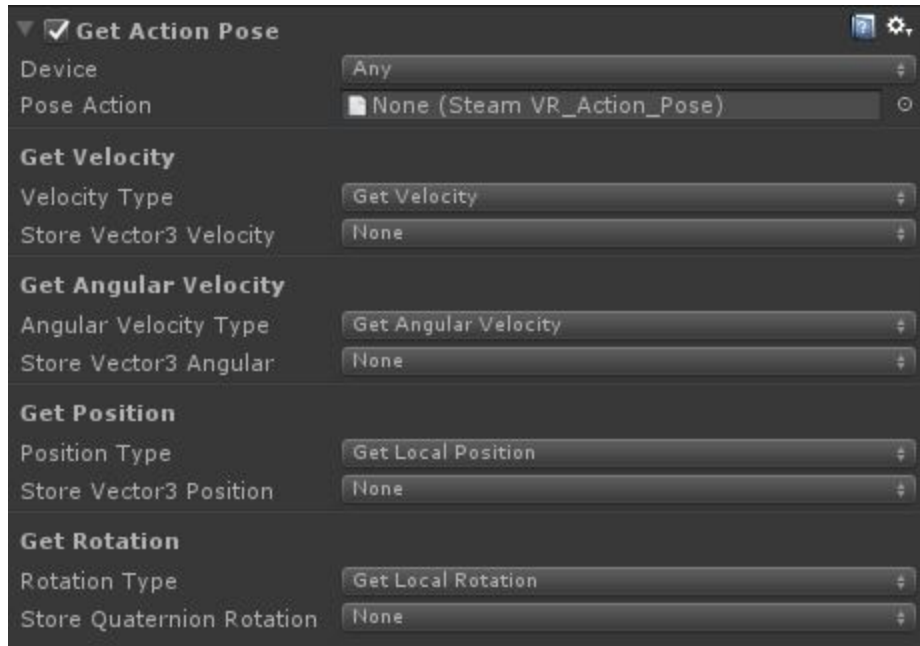 Get Action Pose
Device Any
Pose Action None (Steam VR_Action_Pose)
Get Velocity
Velocity Type Get Velocity
Store Vector3 Velocity None
Get Angular Velocity
Angular Velocity Type Get Angular Velocity
Store Vector3 Angular None
Get Position
Position Type Get Local Position
Store Vector3 Position None
Get Rotation
Rotation Type Get Local Rotation
Store Quaternion Rotation None